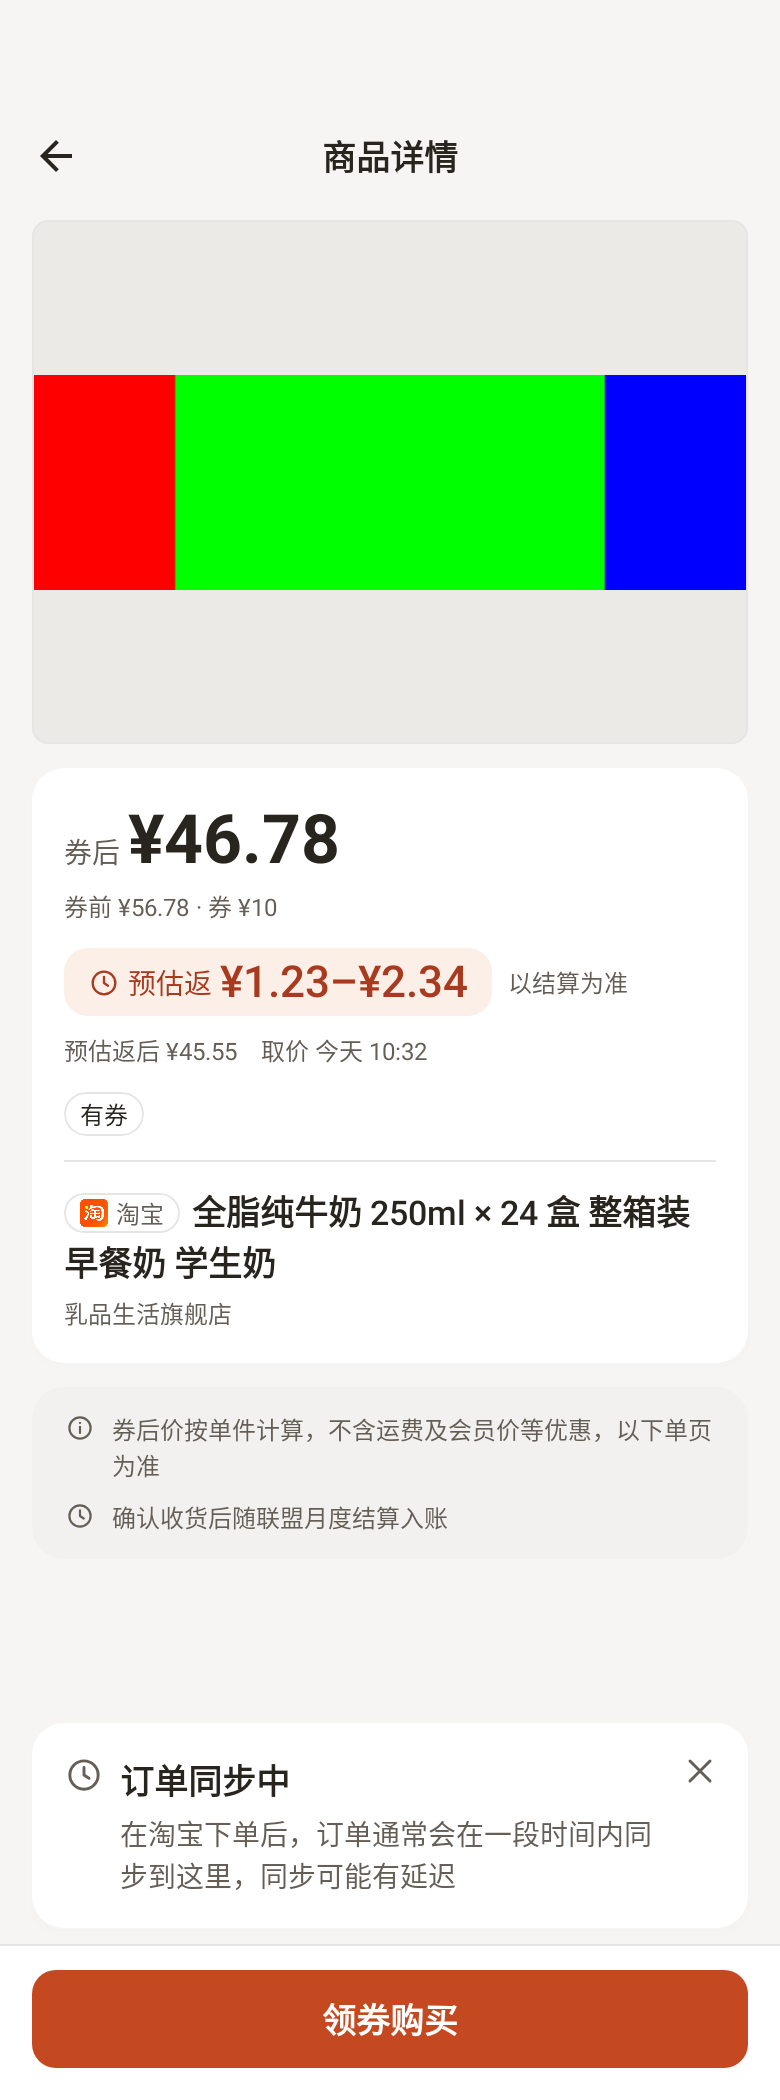 商品详情
券后 ¥46.78
券前 ¥56.78 · 券 ¥10
预估返 ¥1.23–¥2.34 以结算为准
预估返后 ¥45.55 取价 今天 10:32
有券
淘 淘宝 全脂纯牛奶 250ml × 24 盒 整箱装
早餐奶 学生奶
乳品生活旗舰店
券后价按单件计算，不含运费及会员价等优惠，以下单页
为准
确认收货后随联盟月度结算入账
订单同步中
在淘宝下单后，订单通常会在一段时间内同
步到这里，同步可能有延迟
领券购买